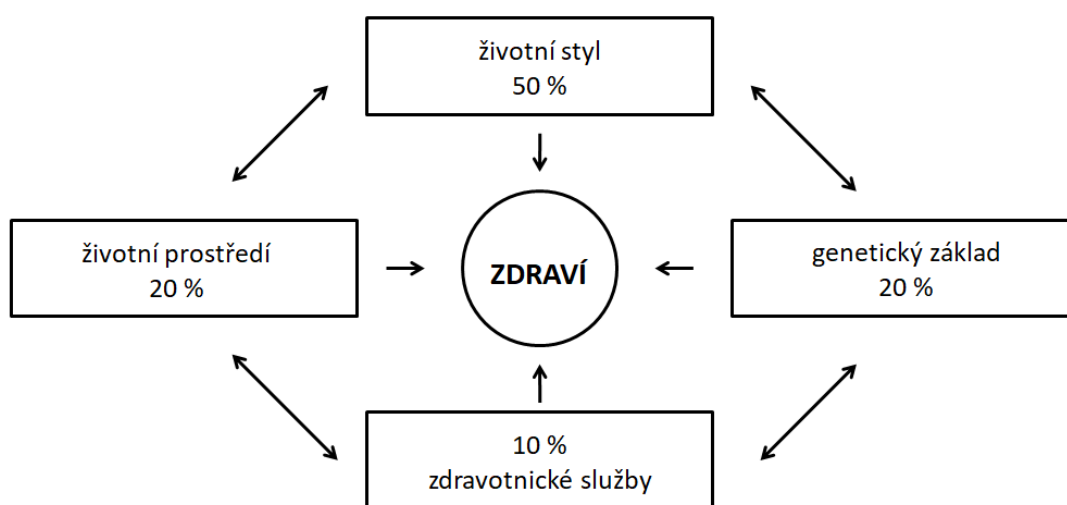 životní styl
50 %
životní prostředí
20 %
ZDRAVÍ
genetický základ
20 %
10 %
zdravotnické služby